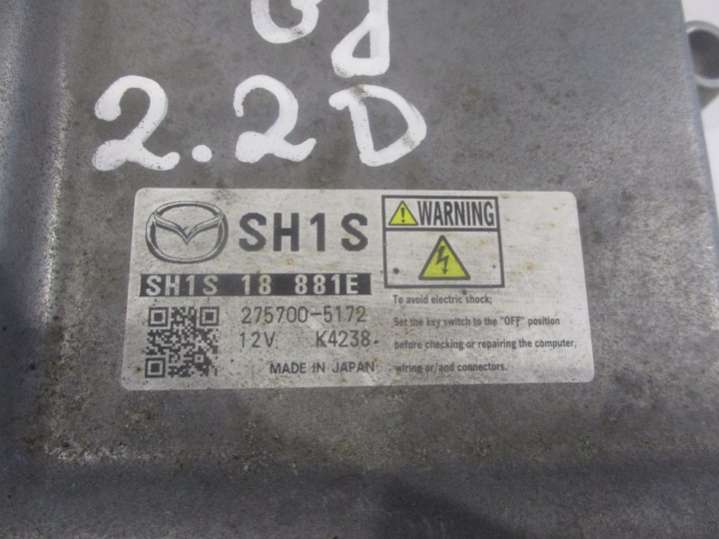 GJ
2.2D
SH1S
WARNING
SH1S 18 881E
275700-5172
12V K4238
MADE IN JAPAN
To avoid electric shock;
Set the key switch to the "OFF" position
before checking or repairing the computer,
wiring or/and connectors.